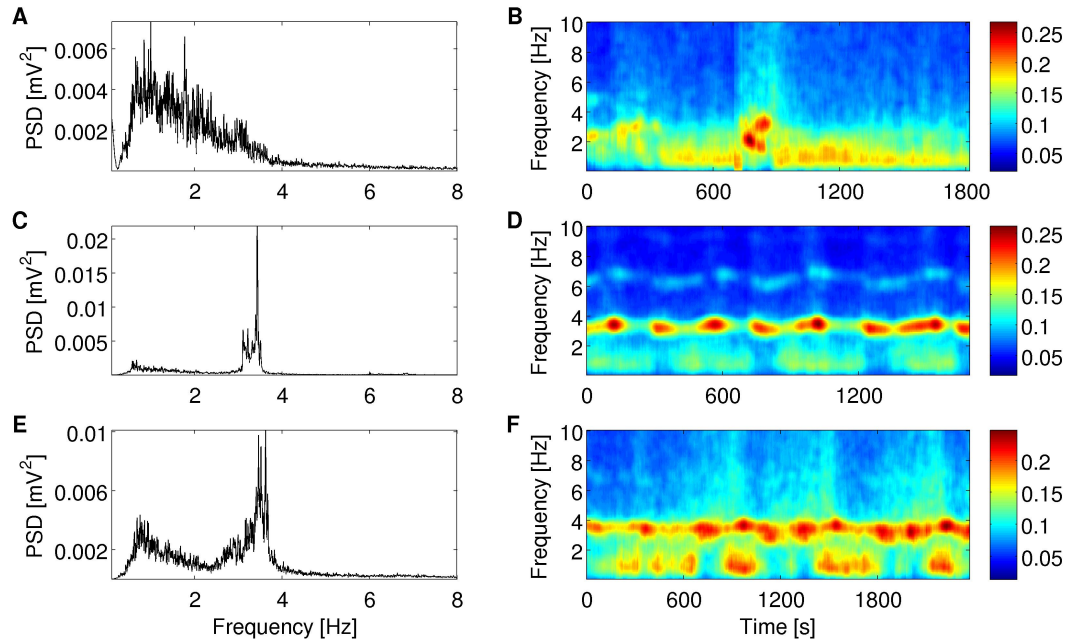 A
PSD [mV2]
0.006
0.004
0.002
2 4 6 8
B
Frequency [Hz]
10
8
6
4
2
0 600 1200 1800
0.25
0.2
0.15
0.1
0.05
C
PSD [mV2]
0.02
0.015
0.01
0.005
2 4 6 8
D
Frequency [Hz]
10
8
6
4
2
0 600 1200
0.25
0.2
0.15
0.1
0.05
E
PSD [mV2]
0.01
0.006
0.002
2 4 6 8
Frequency [Hz]
F
Frequency [Hz]
10
8
6
4
2
0 600 1200 1800
Time [s]
0.2
0.15
0.1
0.05